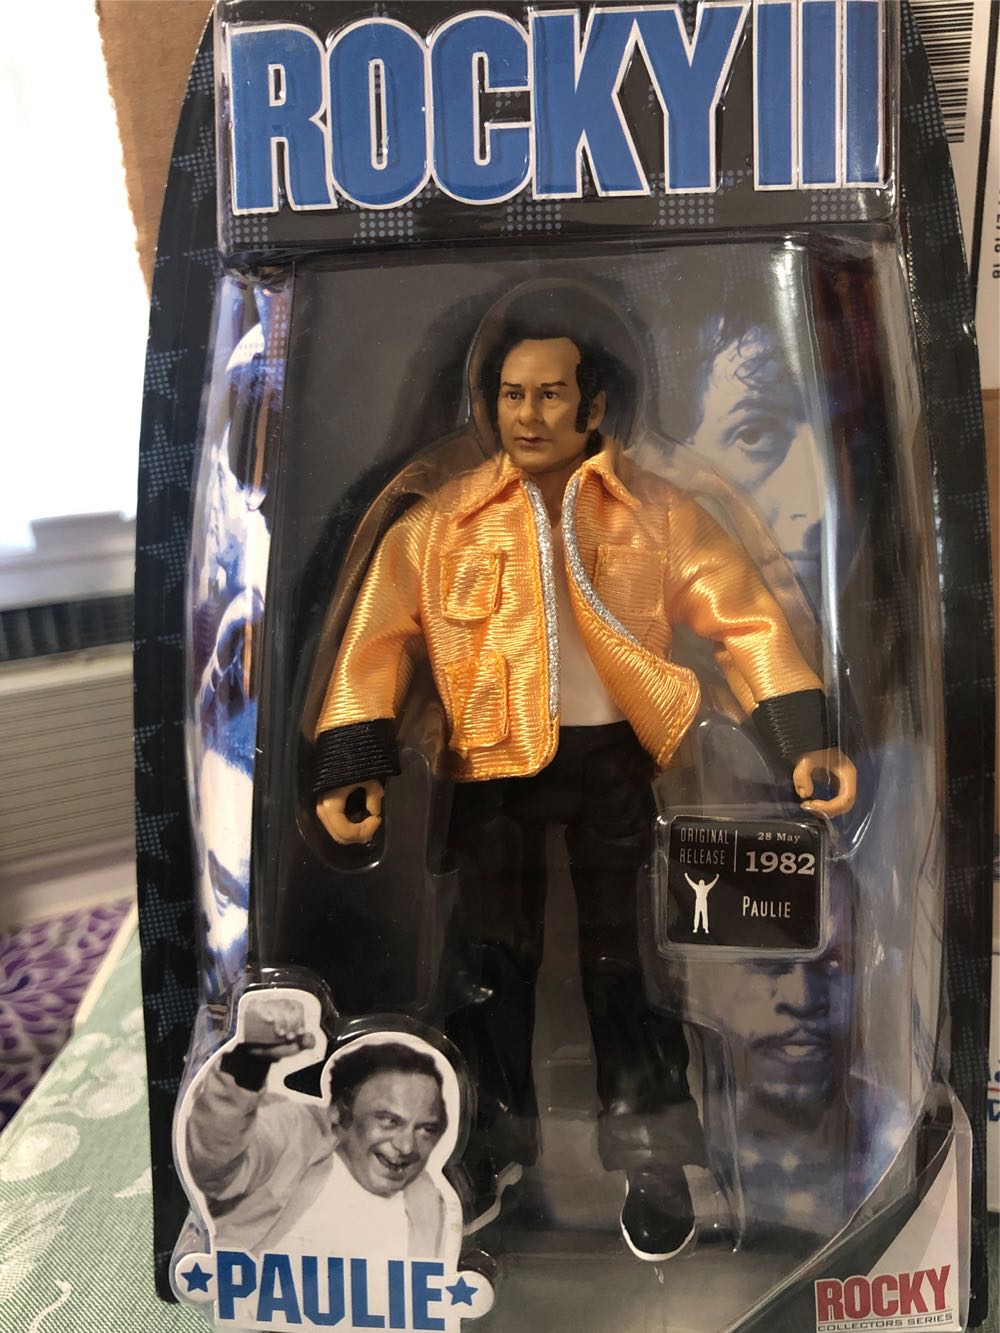 ROCKY III
ORIGINAL
RELEASE
28 May
1982
PAULIE
PAULIE
ROCKY
COLLECTORS SERIES